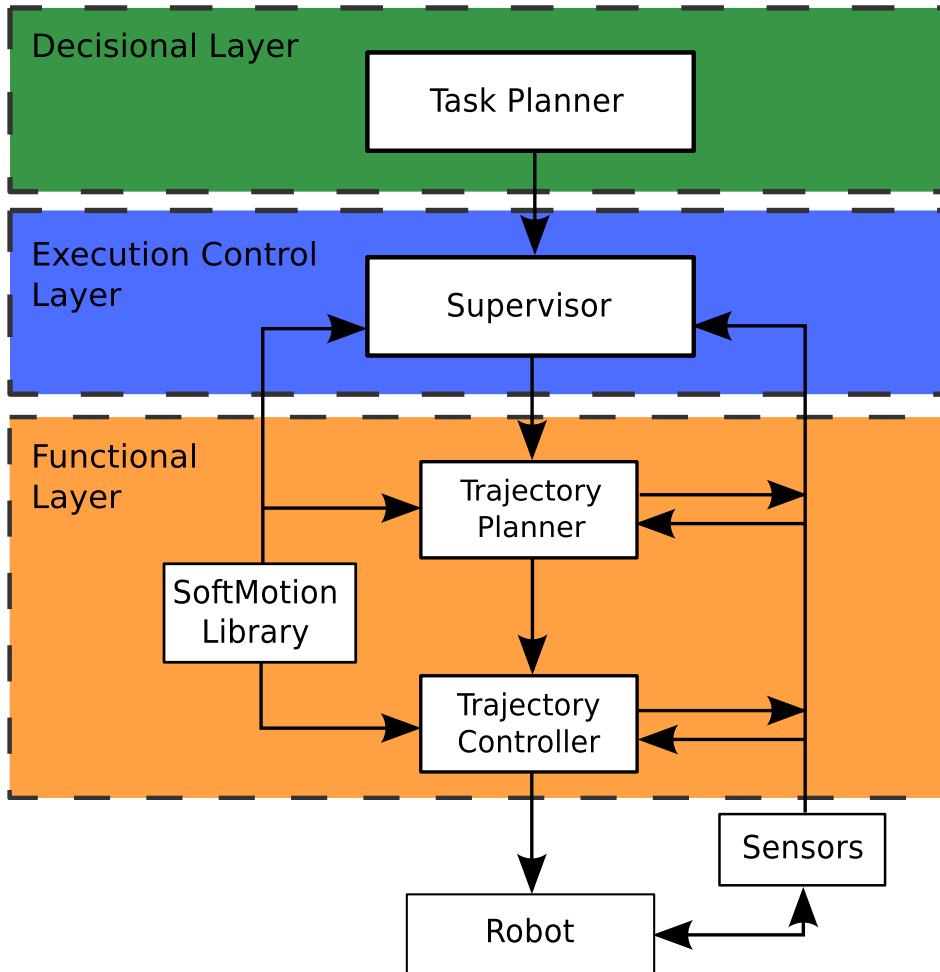 Decisional Layer
Task Planner
Execution Control
Layer
Supervisor
Functional
Layer
Trajectory
Planner
SoftMotion
Library
Trajectory
Controller
Sensors
Robot